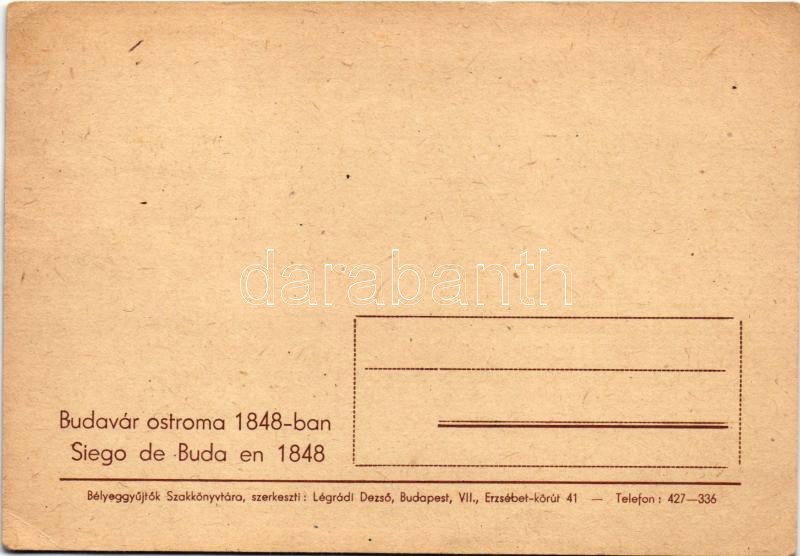 darabanth
Budavár ostroma 1848-ban
Siego de Buda en 1848
Bélyeggyűjtők Szakkönyvtára, szerkeszti: Légrádi Dezső, Budapest, VII., Erzsébet-körút 41 — Telefon: 427—336